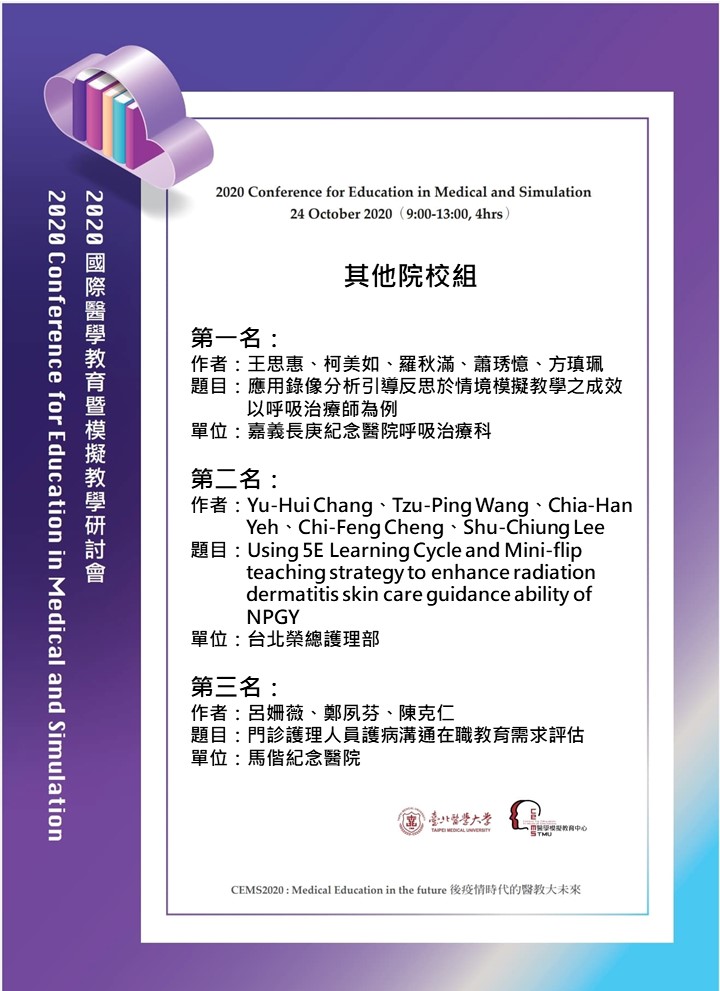 2020 國際醫學教育暨模擬教學研討會
2020 Conference for Education in Medical and Simulation
2020 Conference for Education in Medical and Simulation
24 October 2020（9:00-13:00, 4hrs）
其他院校組
第一名：
作者：王思惠、柯美如、羅秋滿、蕭琇憶、方瑱珮
題目：應用錄像分析引導反思於情境模擬教學之成效
以呼吸治療師為例
單位：嘉義長庚紀念醫院呼吸治療科
第二名：
作者：Yu-Hui Chang、Tzu-Ping Wang、Chia-Han
Yeh、Chi-Feng Cheng、Shu-Chiung Lee
題目：Using 5E Learning Cycle and Mini-flip
teaching strategy to enhance radiation
dermatitis skin care guidance ability of
NPGY
單位：台北榮總護理部
第三名：
作者：呂姍薇、鄭夙芬、陳克仁
題目：門診護理人員護病溝通在職教育需求評估
單位：馬偕紀念醫院
臺北醫學大學
TAIPEI MEDICAL UNIVERSITY
CEMS
醫學模擬教育中心
TMU
CEMS2020 : Medical Education in the future 後疫情時代的醫教大未來